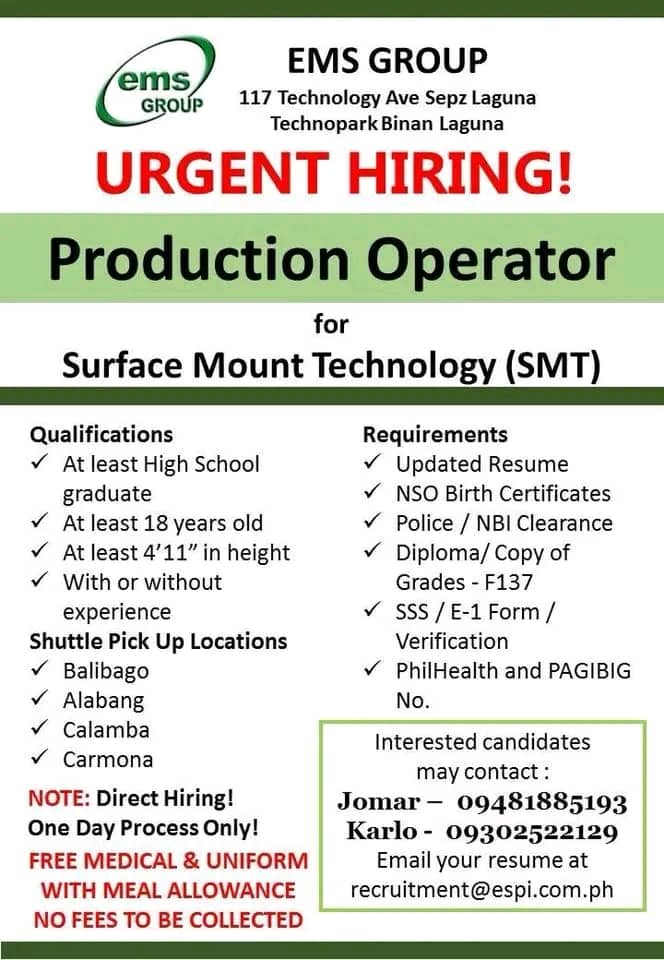 ems
GROUP
EMS GROUP
117 Technology Ave Sepz Laguna
Technopark Binan Laguna
URGENT HIRING!
Production Operator
for
Surface Mount Technology (SMT)
Qualifications
✓ At least High School
graduate
✓ At least 18 years old
✓ At least 4’11” in height
✓ With or without
experience
Shuttle Pick Up Locations
✓ Balibago
✓ Alabang
✓ Calamba
✓ Carmona
NOTE: Direct Hiring!
One Day Process Only!
FREE MEDICAL & UNIFORM
WITH MEAL ALLOWANCE
NO FEES TO BE COLLECTED
Requirements
✓ Updated Resume
✓ NSO Birth Certificates
✓ Police / NBI Clearance
✓ Diploma/ Copy of
Grades - F137
✓ SSS / E-1 Form /
Verification
✓ PhilHealth and PAGIBIG
No.
Interested candidates
may contact :
Jomar – 09481885193
Karlo - 09302522129
Email your resume at
recruitment@espi.com.ph